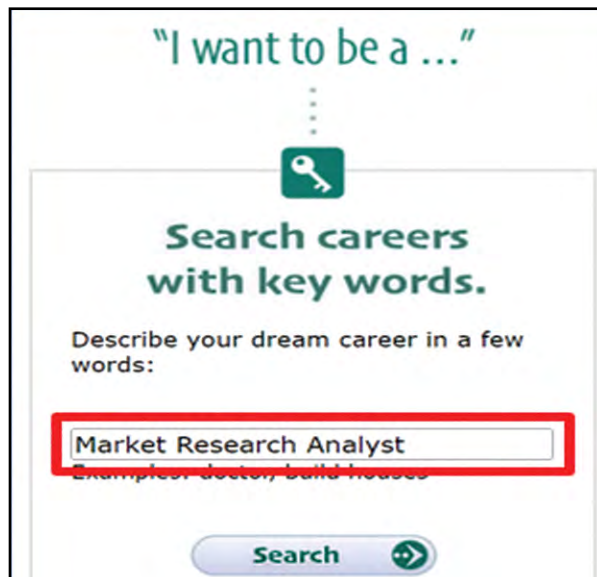 "I want to be a ..."
Search careers
with key words.
Describe your dream career in a few
words:
Market Research Analyst
Examples: doctor, build houses
Search